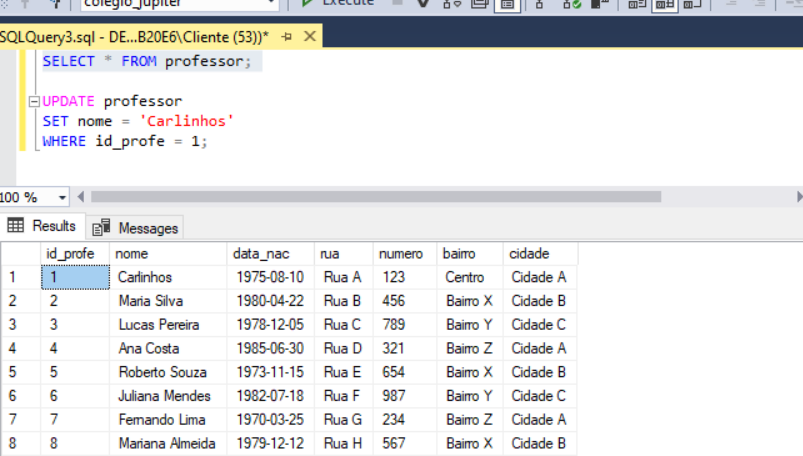 colegio_jupiter Execute
SQLQuery3.sql - DE...B20E6\Cliente (53))*
SELECT * FROM professor;
UPDATE professor
SET nome = 'Carlinhos'
WHERE id_profe = 1;
100 %
Results Messages
id_profe nome data_nac rua numero bairro cidade
1 1 Carlinhos 1975-08-10 Rua A 123 Centro Cidade A
2 2 Maria Silva 1980-04-22 Rua B 456 Bairro X Cidade B
3 3 Lucas Pereira 1978-12-05 Rua C 789 Bairro Y Cidade C
4 4 Ana Costa 1985-06-30 Rua D 321 Bairro Z Cidade A
5 5 Roberto Souza 1973-11-15 Rua E 654 Bairro X Cidade B
6 6 Juliana Mendes 1982-07-18 Rua F 987 Bairro Y Cidade C
7 7 Fernando Lima 1970-03-25 Rua G 234 Bairro Z Cidade A
8 8 Mariana Almeida 1979-12-12 Rua H 567 Bairro X Cidade B